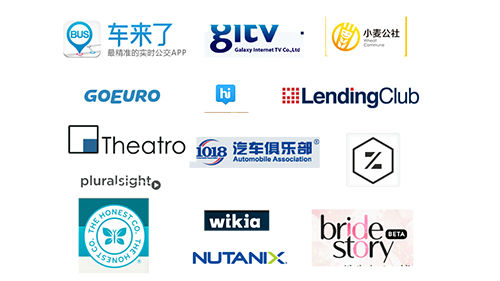 BUS
车来了
最精准的实时公交APP
gitv
Galaxy Internet TV Co.,Ltd
小麦公社
Wheat
Commune
GOEURO
hi
LendingClub
Theatro
1018
汽车俱乐部
Automobile Association
Z
pluralsight
THE HONEST CO. THE HONEST CO.
wikia
NUTANIX
bride
story
BETA